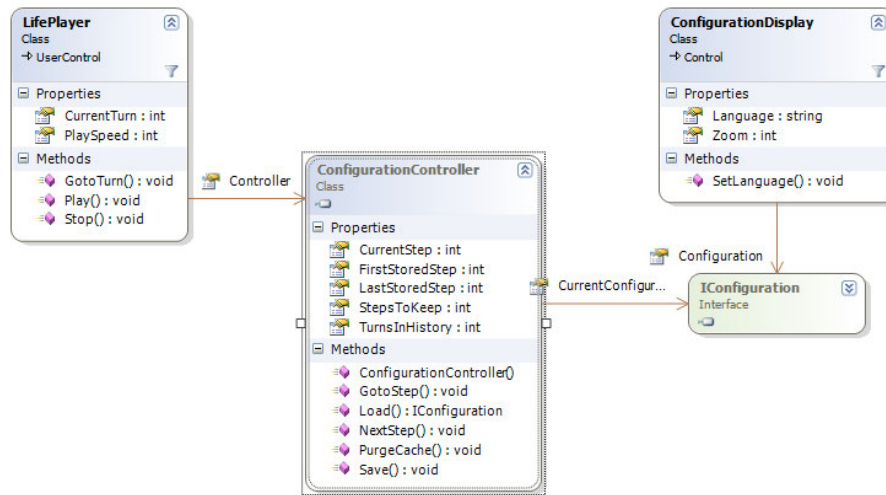 LifePlayer
Class
UserControl
Properties
CurrentTurn : int
PlaySpeed : int
Methods
GotoTurn() : void
Play() : void
Stop() : void
Controller
ConfigurationController
Class
Properties
CurrentStep : int
FirstStoredStep : int
LastStoredStep : int
StepsToKeep : int
TurnsInHistory : int
Methods
ConfigurationController()
GotoStep() : void
Load() : IConfiguration
NextStep() : void
PurgeCache() : void
Save() : void
CurrentConfigur...
ConfigurationDisplay
Class
Control
Properties
Language : string
Zoom : int
Methods
SetLanguage() : void
Configuration
IConfiguration
Interface